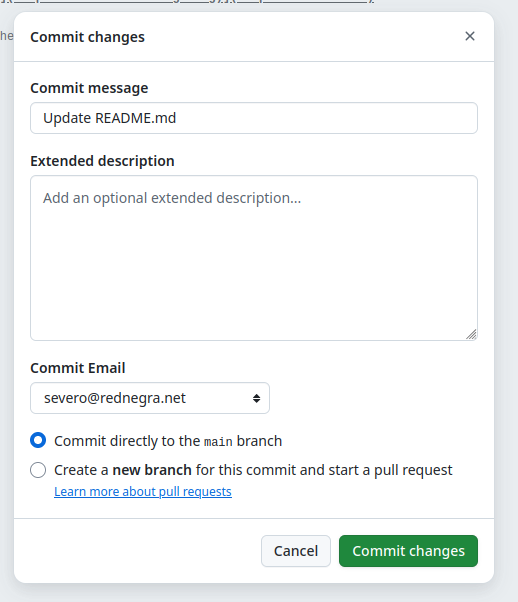 he
Commit changes
Commit message
Update README.md
Extended description
Add an optional extended description...
Commit Email
severo@rednegra.net
Commit directly to the main branch
Create a new branch for this commit and start a pull request
Learn more about pull requests
Cancel
Commit changes